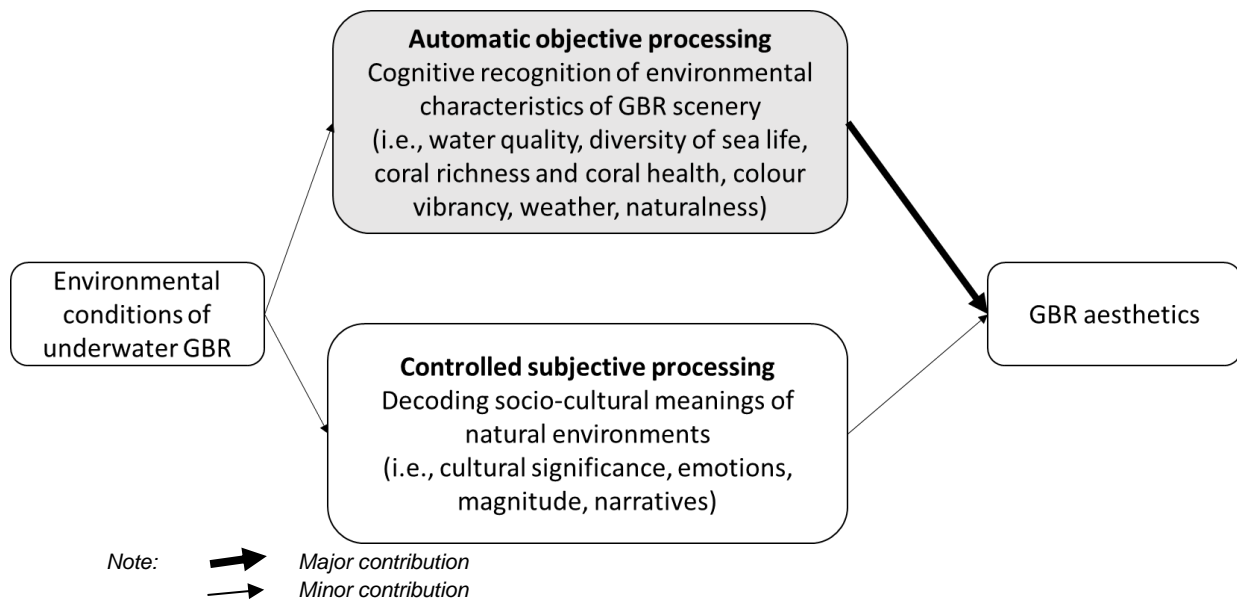 Automatic objective processing
Cognitive recognition of environmental
characteristics of GBR scenery
(i.e., water quality, diversity of sea life,
coral richness and coral health, colour
vibrancy, weather, naturalness)
Environmental
conditions of
underwater GBR
GBR aesthetics
Controlled subjective processing
Decoding socio-cultural meanings of
natural environments
(i.e., cultural significance, emotions,
magnitude, narratives)
Note:
Major contribution
Minor contribution